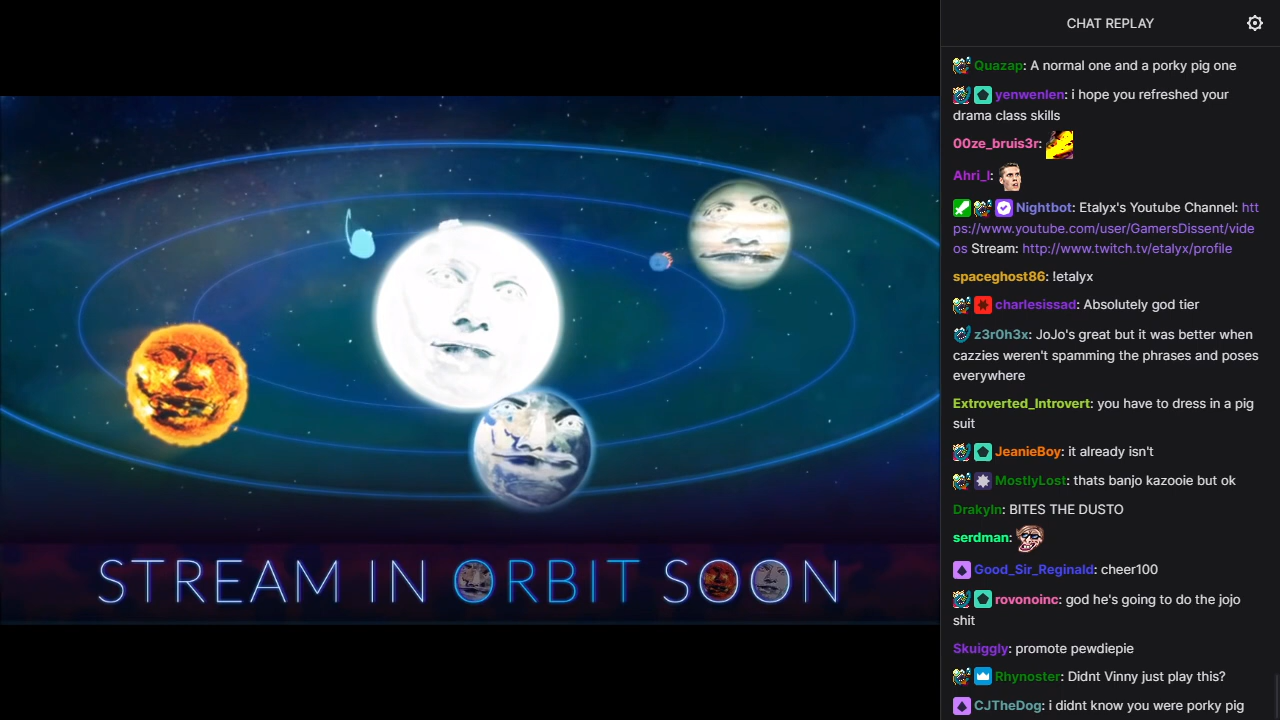 CHAT REPLAY
Quazap: A normal one and a porky pig one
yenwenlen: i hope you refreshed your
drama class skills
00ze_bruis3r:
Ahri_l:
Nightbot: Etalyx's Youtube Channel: htt
ps://www.youtube.com/user/GamersDissent/vide
os Stream: http://www.twitch.tv/etalyx/profile
spaceghost86: !etalyx
charlesissad: Absolutely god tier
z3r0h3x: JoJo's great but it was better when
cazzies weren't spamming the phrases and poses
everywhere
Extroverted_Introvert: you have to dress in a pig
suit
JeanieBoy: it already isn't
MostlyLost: thats banjo kazooie but ok
Drakyln: BITES THE DUSTO
serdman:
Good_Sir_Reginald: cheer100
rovonoinc: god he's going to do the jojo
shit
Skuiggly: promote pewdiepie
Rhynoster: Didnt Vinny just play this?
CJTheDog: i didnt know you were porky pig
STREAM IN ORBIT SOON